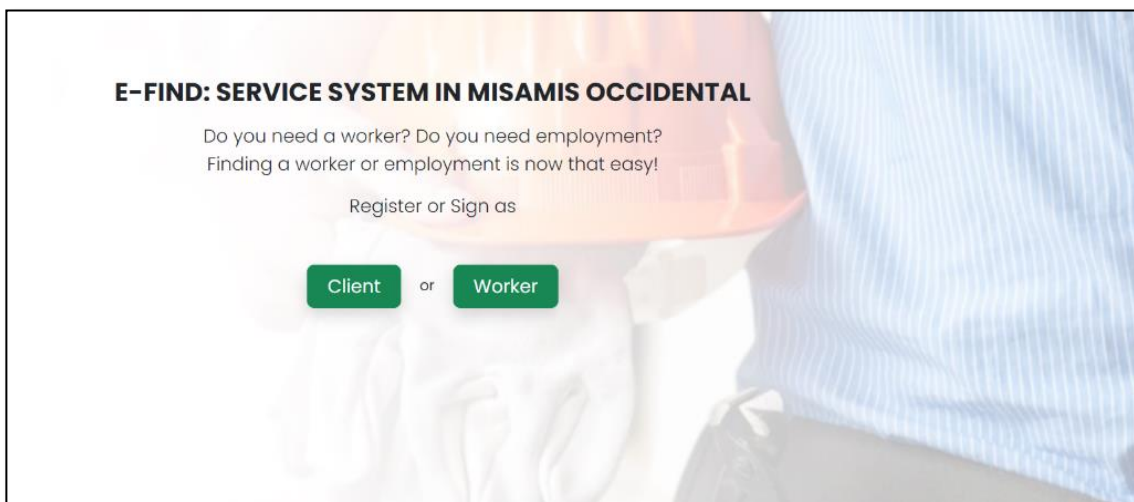 E-FIND: SERVICE SYSTEM IN MISAMIS OCCIDENTAL
Do you need a worker? Do you need employment?
Finding a worker or employment is now that easy!
Register or Sign as
Client or Worker